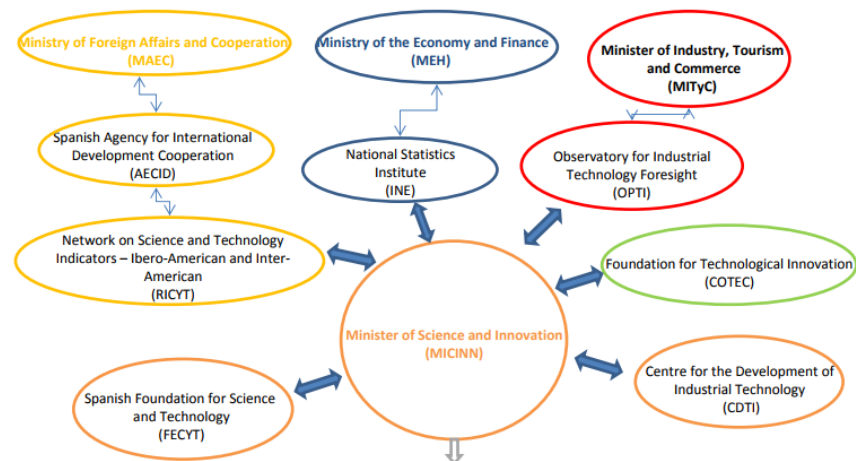 Ministry of Foreign Affairs and Cooperation
(MAEC)
Ministry of the Economy and Finance
(MEH)
Minister of Industry, Tourism
and Commerce
(MITyC)
Spanish Agency for International
Development Cooperation
(AECID)
National Statistics
Institute
(INE)
Observatory for Industrial
Technology Foresight
(OPTI)
Network on Science and Technology
Indicators – Ibero-American and Inter-
American
(RICYT)
Foundation for Technological Innovation
(COTEC)
Minister of Science and Innovation
(MICINN)
Spanish Foundation for Science
and Technology
(FECYT)
Centre for the Development of
Industrial Technology
(CDTI)